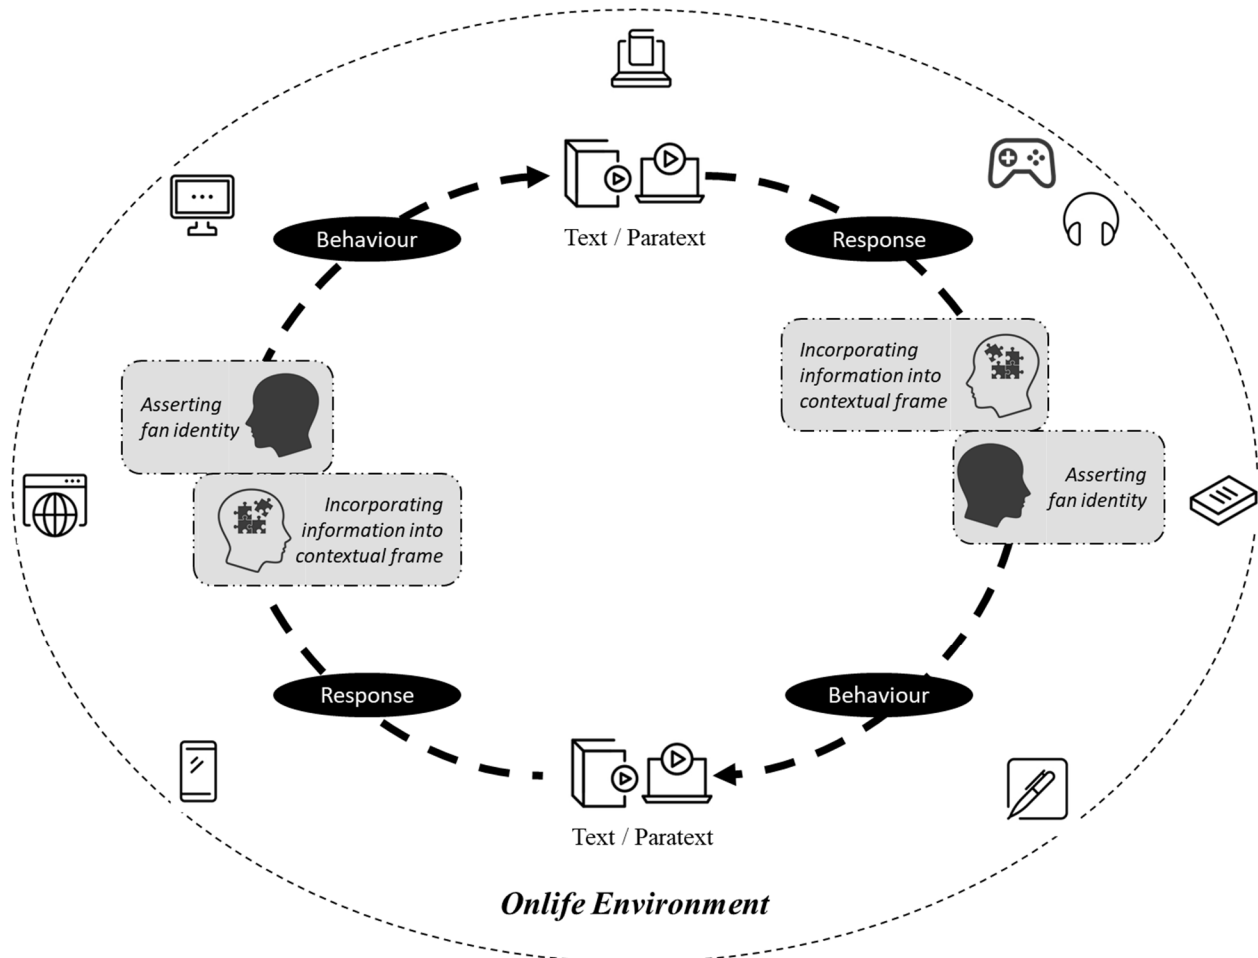 Behaviour
Text / Paratext
Response
Incorporating
information into
contextual frame
Asserting
fan identity
Asserting
fan identity
Incorporating
information into
contextual frame
Response
Behaviour
Text / Paratext
Onlife Environment